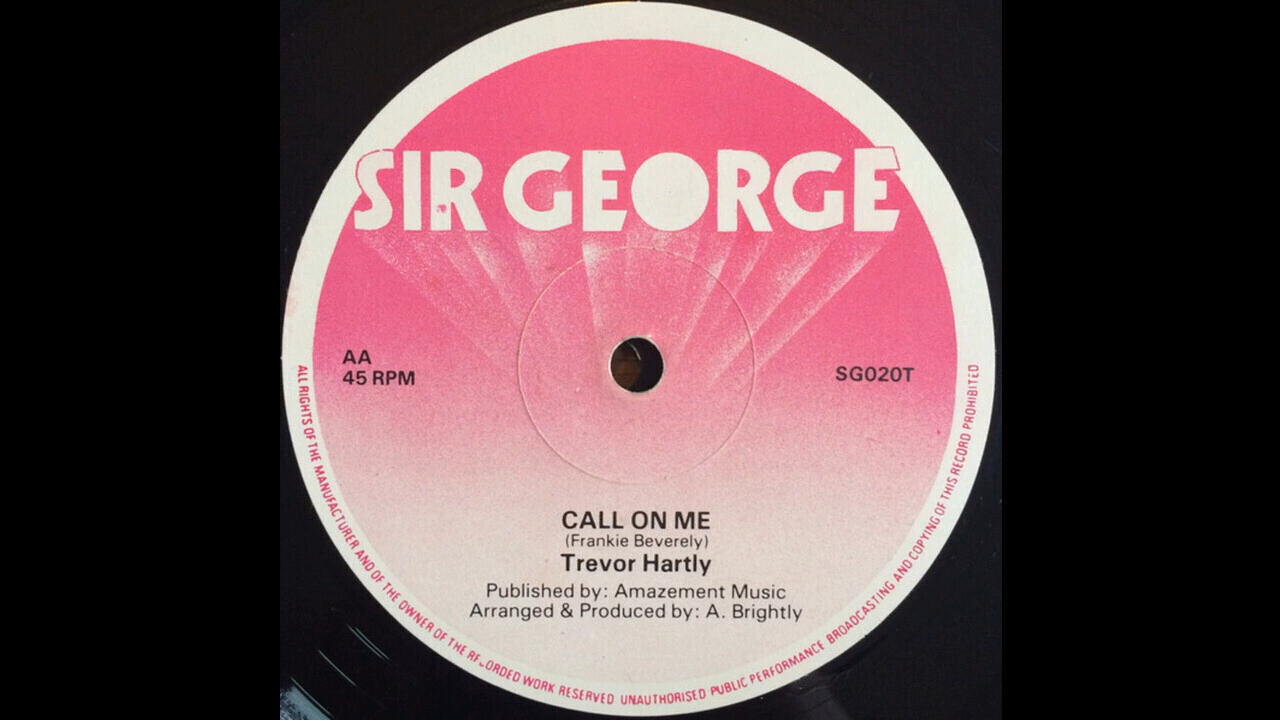 SIR GEORGE
AA
45 RPM
SG020T
CALL ON ME
(Frankie Beverely)
Trevor Hartly
Published by: Amazement Music
Arranged & Produced by: A. Brightly
ALL RIGHTS OF THE MANUFACTURER AND OF THE OWNER OF THE RECORDED WORK RESERVED UNAUTHORISED PUBLIC PERFORMANCE BROADCASTING AND COPYING OF THIS RECORD PROHIBITED